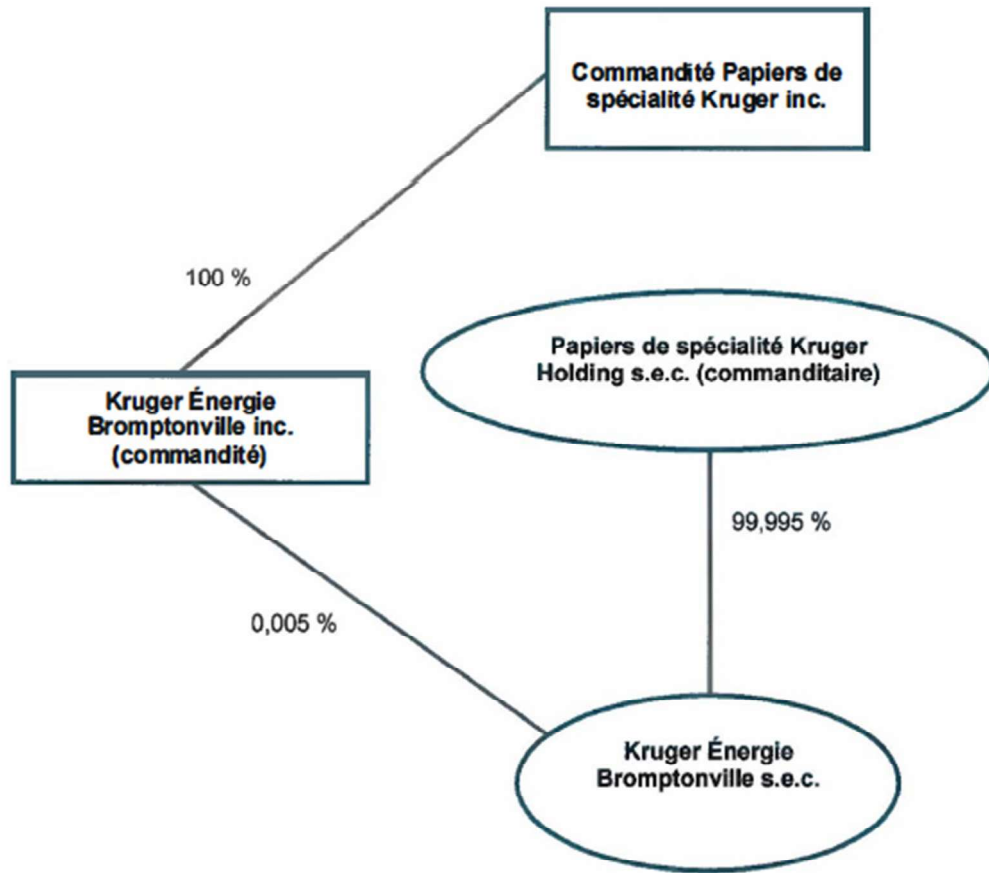 Commandité Papiers de
spécialité Kruger inc.
100 %
Papiers de spécialité Kruger
Holding s.e.c. (commanditaire)
Kruger Énergie
Bromptonville inc.
(commandité)
99,995 %
0,005 %
Kruger Énergie
Bromptonville s.e.c.